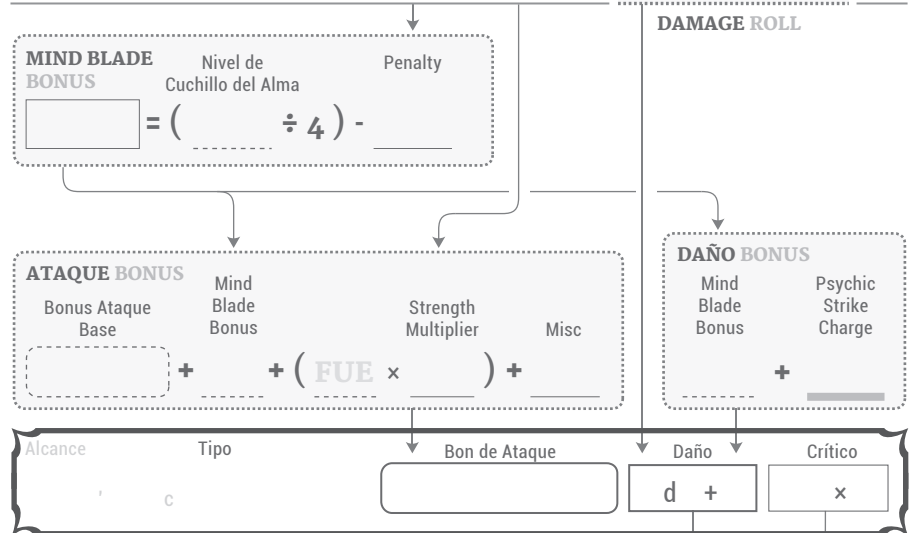 DAMAGE ROLL
MIND BLADE
BONUS
Nivel de
Cuchillo del Alma
Penalty
= ( ÷ 4 ) -
ATAQUE BONUS
Bonus Ataque
Base
Mind
Blade
Bonus
Strength
Multiplier
Misc
+ + ( FUE × ) +
DAÑO BONUS
Mind
Blade
Bonus
Psychic
Strike
Charge
+
Alcance
Tipo
Bon de Ataque
Daño
Crítico
' c
d +
×